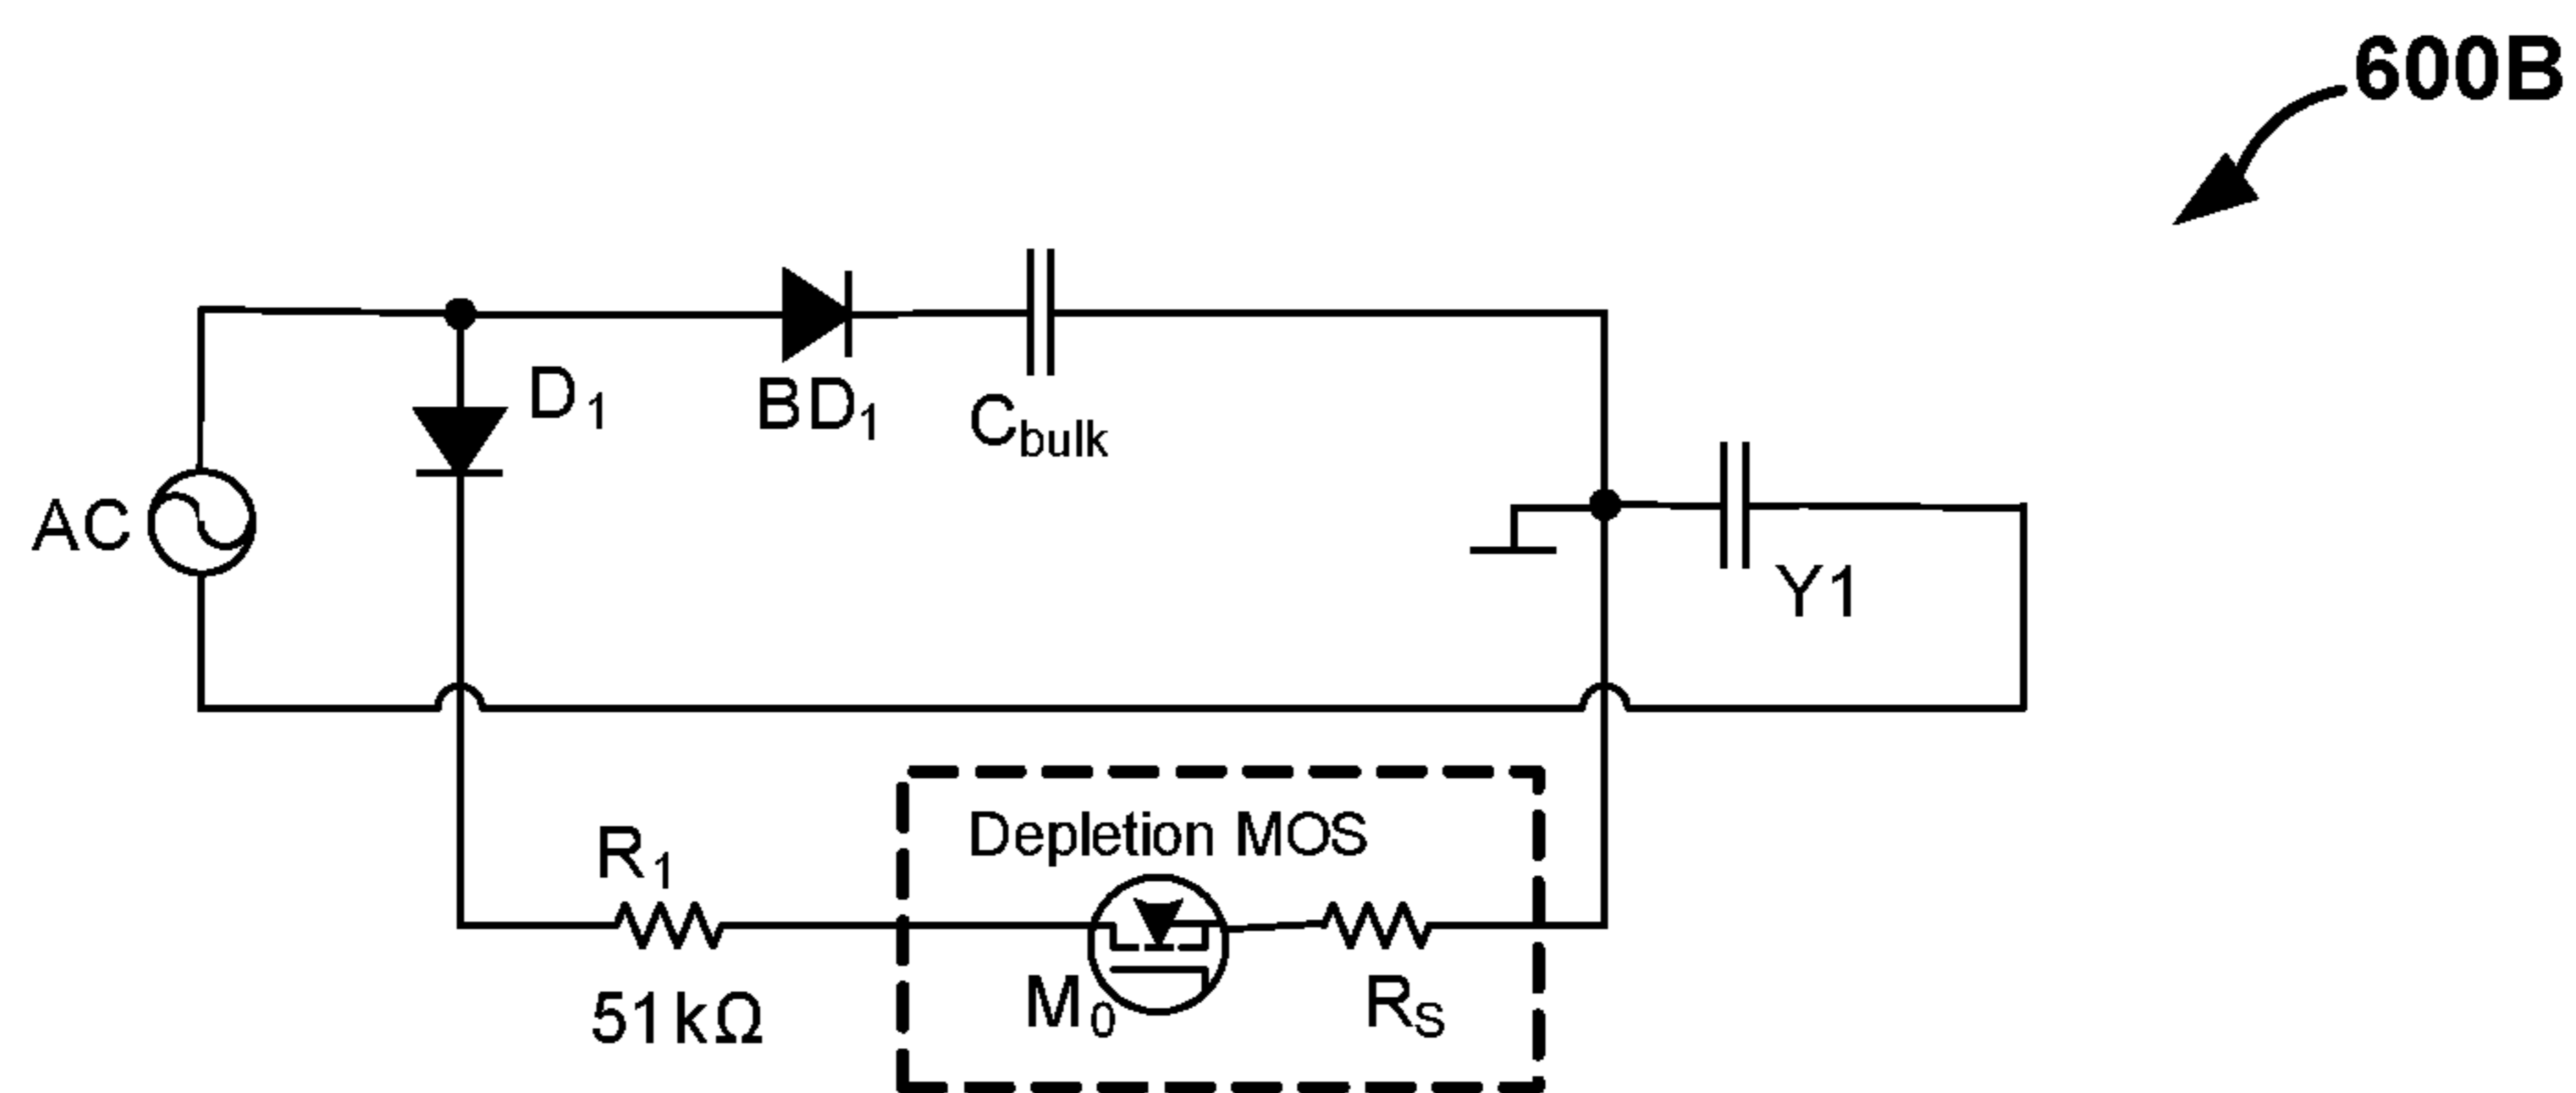 600B
D1
BD1
Cbulk
AC
Y1
R1
Depletion MOS
51kΩ
M0
RS